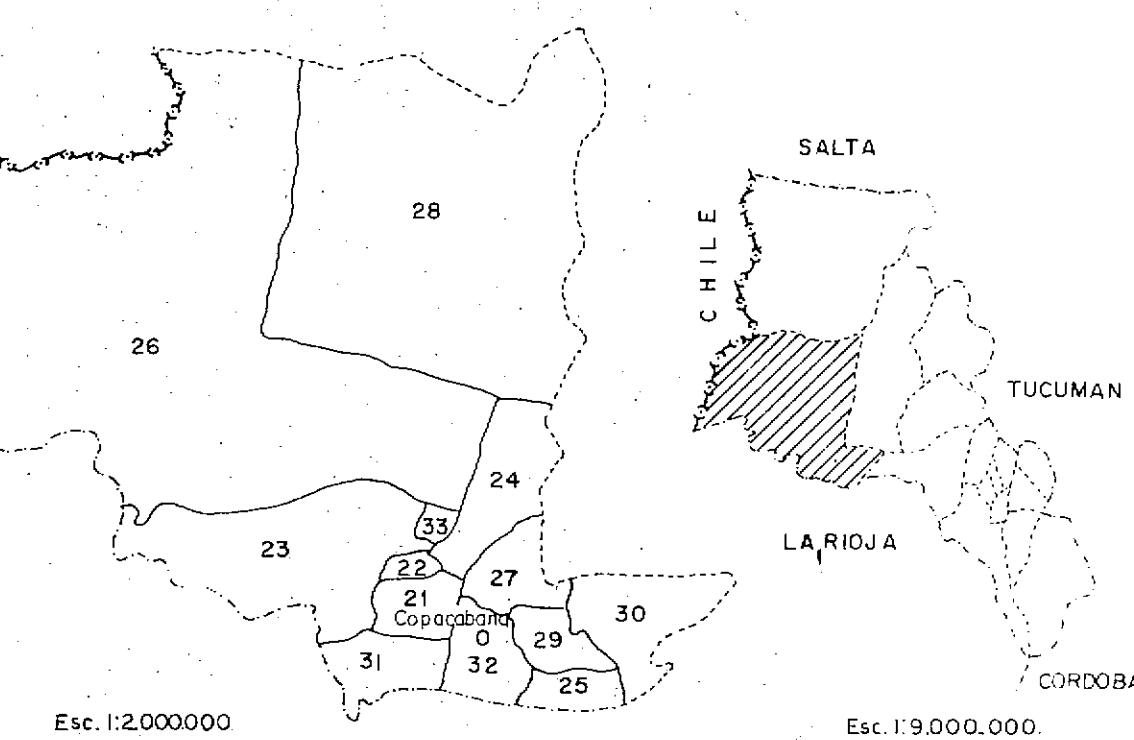 SALTA
CHILE
28
26
TUCUMAN
24
33
23
LA RIOJA
22
27
21
30
Copacabana
O
29
31
32
25
CORDOBA
Esc. 1:2.000.000.
Esc. 1:9.000.000.